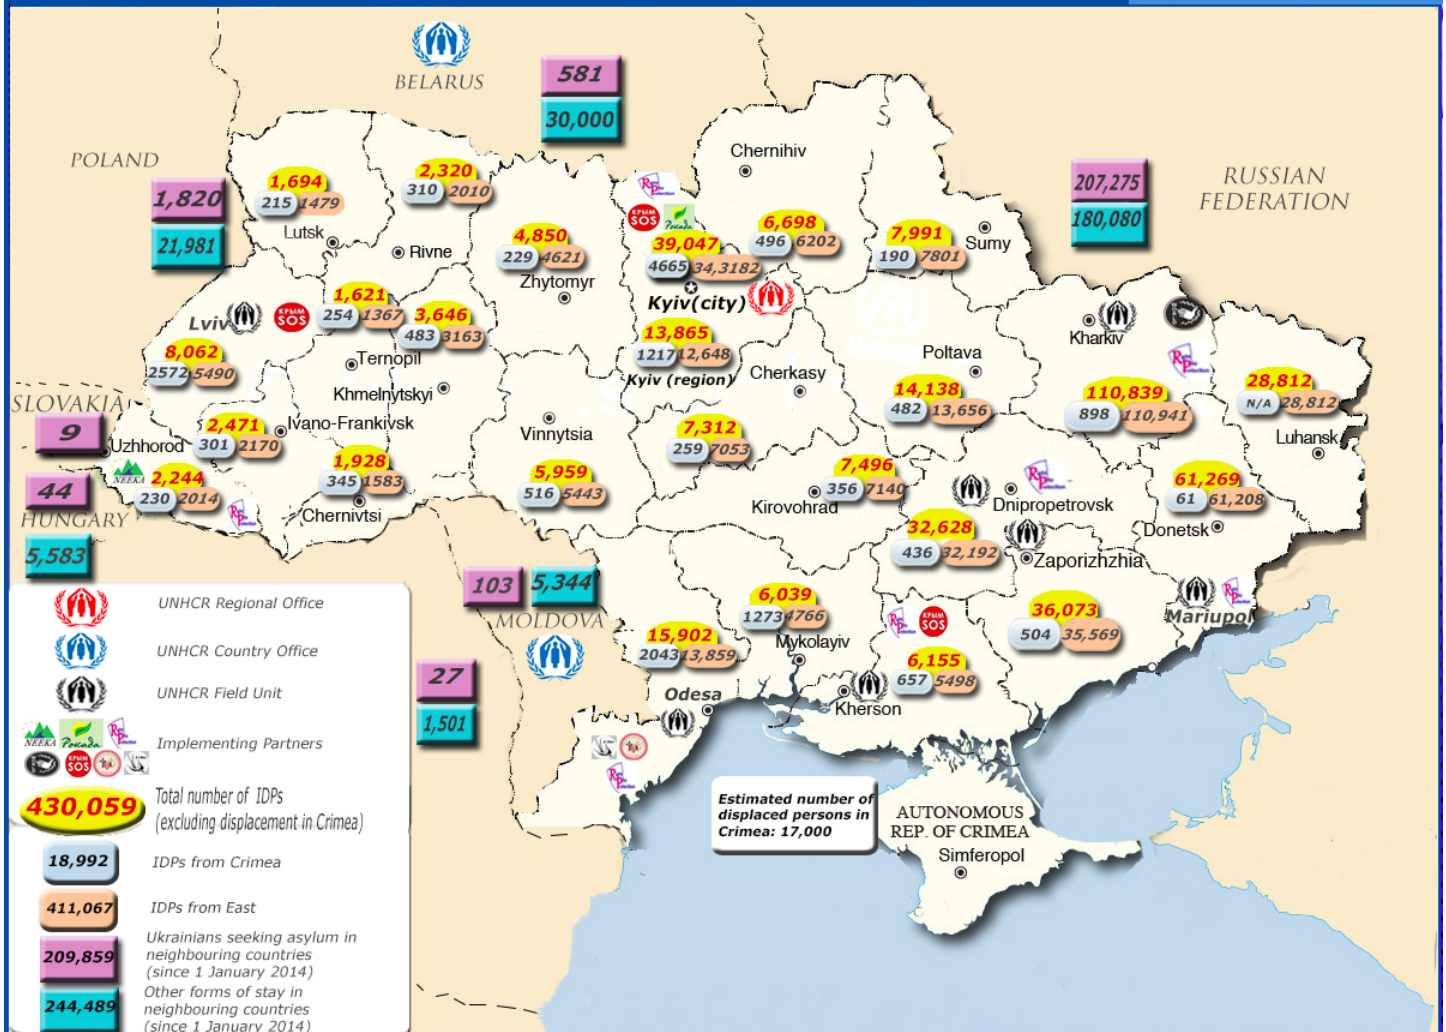 BELARUS
581
30,000
POLAND
1,820
21,981
RUSSIAN
FEDERATION
207,275
180,080
Chernihiv
1,694
215 1479
Lutsk
2,320
310 2010
Rivne
4,850
229 4621
Zhytomyr
КРЫМ
SOS
Рокада
39,047
4665 34,3182
Kyiv(city)
6,698
496 6202
7,991
190 7801
Sumy
13,865
1217 12,648
Kyiv (region)
Lviv
КРЫМ
SOS
8,062
2572 5490
1,621
254 1367
Ternopil
3,646
483 3163
Khmelnytskyi
Cherkasy
Poltava
14,138
482 13,656
Kharkiv
110,839
898 110,941
28,812
N/A 28,812
Luhansk
SLOVAKIA
9
Uzhhorod
2,471
301 2170
Ivano-Frankivsk
Vinnytsia
7,312
259 7053
NEEKA
2,244
230 2014
1,928
345 1583
Chernivtsi
5,959
516 5443
7,496
356 7140
Kirovohrad
Dnipropetrovsk
32,628
436 32,192
61,269
61 61,208
Donetsk
Zaporizhzhia
44
HUNGARY
5,583
103
5,344
MOLDOVA
27
1,501
15,902
2043 13,859
Odesa
6,039
1273 4766
Mykolayiv
КРЫМ
SOS
6,155
657 5498
Kherson
36,073
504 35,569
Mariupol
Estimated number of
displaced persons in
Crimea: 17,000
AUTONOMOUS
REP. OF CRIMEA
Simferopol
UNHCR Regional Office
UNHCR Country Office
UNHCR Field Unit
NEEKA
Рокада
КРЫМ
SOS
Implementing Partners
430,059
Total number of IDPs
(excluding displacement in Crimea)
18,992
IDPs from Crimea
411,067
IDPs from East
209,859
Ukrainians seeking asylum in
neighbouring countries
(since 1 January 2014)
244,489
Other forms of stay in
neighbouring countries
(since 1 January 2014)